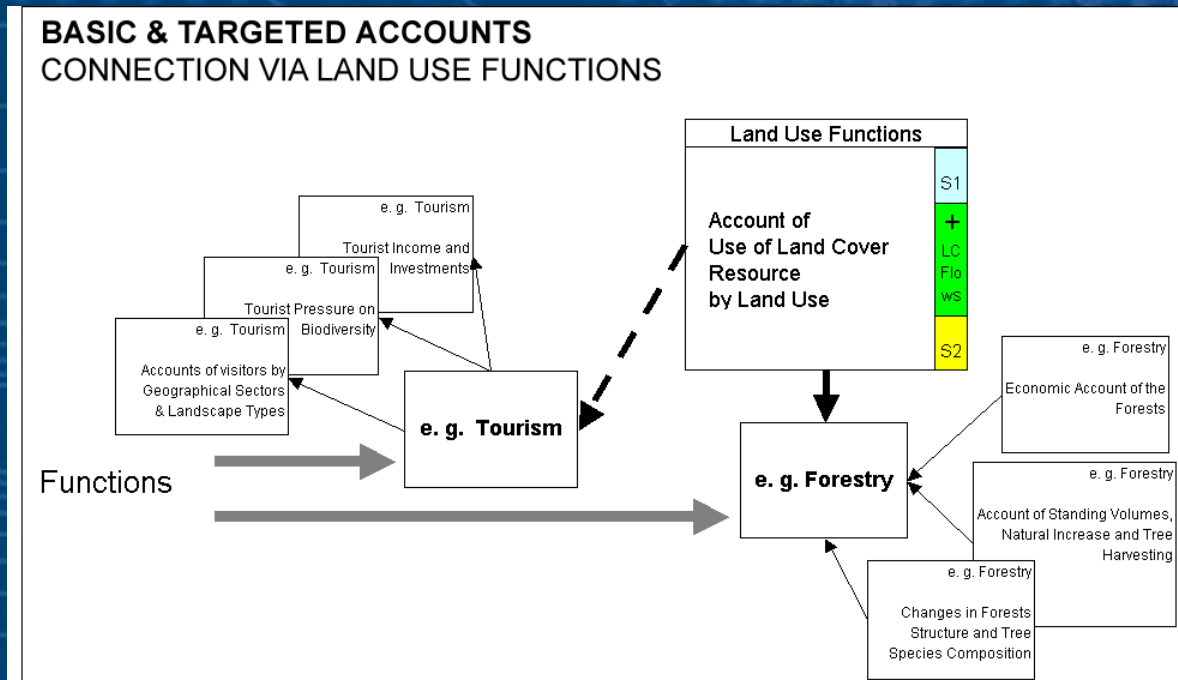 BASIC & TARGETED ACCOUNTS
CONNECTION VIA LAND USE FUNCTIONS
Land Use Functions
Account of
Use of Land Cover
Resource
by Land Use
S1
+
LC
Flo
ws
S2
e. g. Tourism
Tourist Income and
Investments
e. g. Tourism
Tourist Pressure on
Biodiversity
e. g. Tourism
Accounts of visitors by
Geographical Sectors
& Landscape Types
e. g. Tourism
Functions
e. g. Forestry
e. g. Forestry
Economic Account of the
Forests
e. g. Forestry
Account of Standing Volumes,
Natural Increase and Tree
Harvesting
e. g. Forestry
Changes in Forests
Structure and Tree
Species Composition